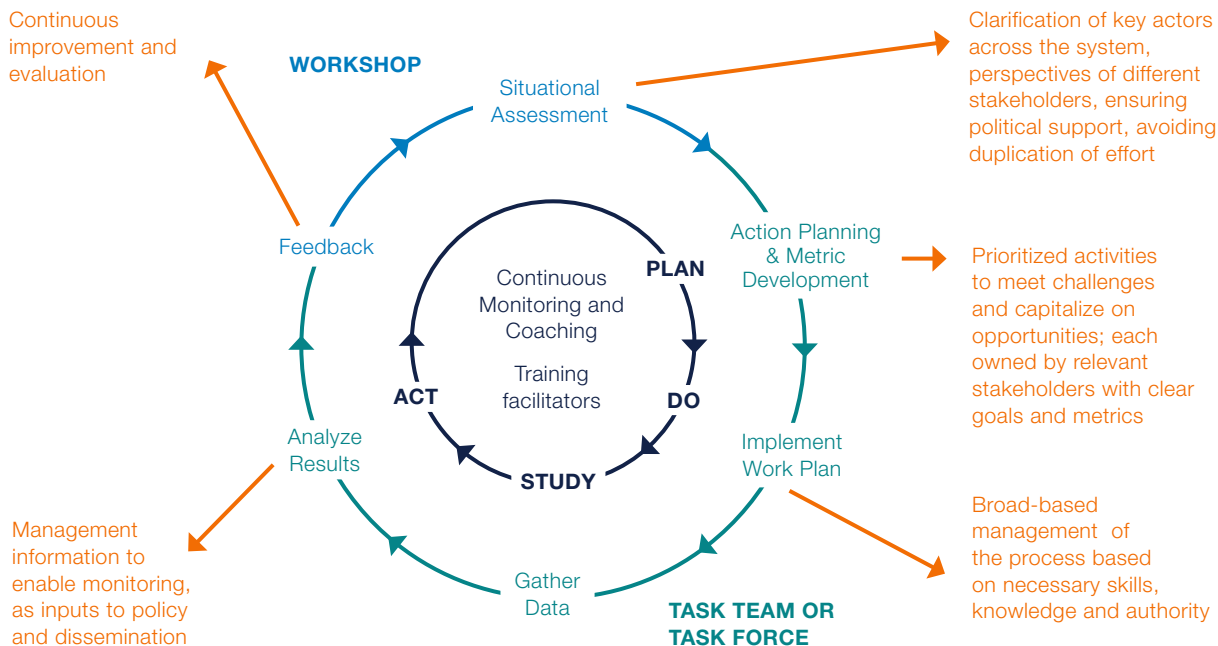 Continuous
improvement and
evaluation
WORKSHOP
Situational
Assessment
Clarification of key actors
across the system,
perspectives of different
stakeholders, ensuring
political support, avoiding
duplication of effort
Feedback
Action Planning
& Metric
Development
Prioritized activities
to meet challenges
and capitalize on
opportunities; each
owned by relevant
stakeholders with clear
goals and metrics
PLAN
Continuous
Monitoring and
Coaching
Training
facilitators
ACT
DO
STUDY
Analyze
Results
Implement
Work Plan
Management
information to
enable monitoring,
as inputs to policy
and dissemination
Gather
Data
TASK TEAM OR
TASK FORCE
Broad-based
management of
the process based
on necessary skills,
knowledge and authority